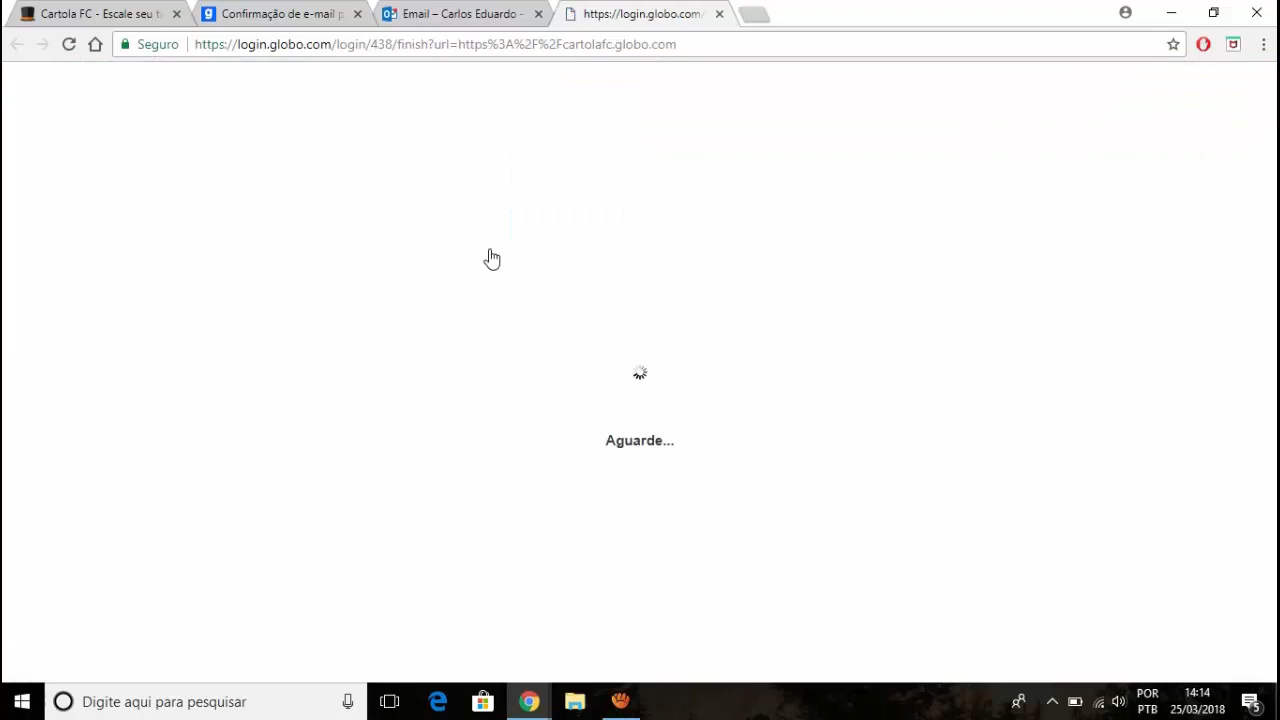 Cartola FC - Escale seu t
Confirmação de e-mail p
Email – Carlos Eduardo -
https://login.globo.com/
Seguro
https://login.globo.com/login/438/finish?url=https%3A%2F%2Fcartolafc.globo.com
Aguarde...
Digite aqui para pesquisar
POR
PTB
14:14
25/03/2018
5